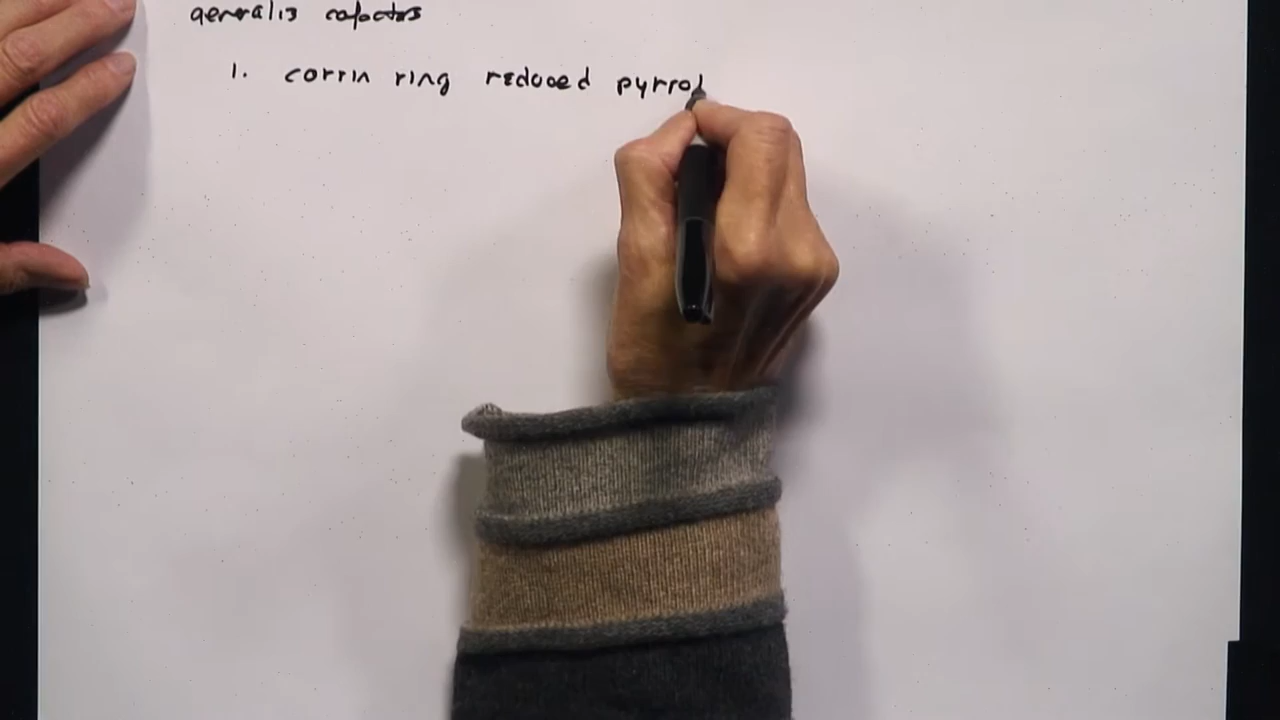 generalis cofactors
1. corrin ring reduced pyrrol